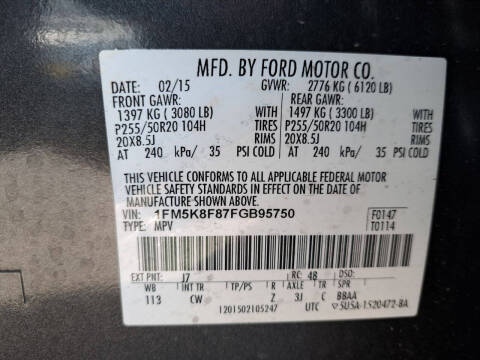 MFD. BY FORD MOTOR CO.
DATE: 02/15 GVWR: 2776 KG ( 6120 LB)
FRONT GAWR: REAR GAWR:
1397 KG ( 3080 LB) WITH 1497 KG ( 3300 LB) WITH
P255/50R20 104H TIRES P255/50R20 104H TIRES
20X8.5J RIMS 20X8.5J RIMS
AT 240 kPa/ 35 PSI COLD AT 240 kPa/ 35 PSI COLD
THIS VEHICLE CONFORMS TO ALL APPLICABLE FEDERAL MOTOR
VEHICLE SAFETY STANDARDS IN EFFECT ON THE DATE OF
MANUFACTURE SHOWN ABOVE.
VIN: 1FM5K8F87FGB95750 F0147
TYPE: MPV T0114
EXT PNT: J7 RC: 48 DSO:
WB INT TR TP/PS R AXLE TR SPR
113 CW Z 3J C BBAA
1201502105247 UTC 5U5A-1520472-BA